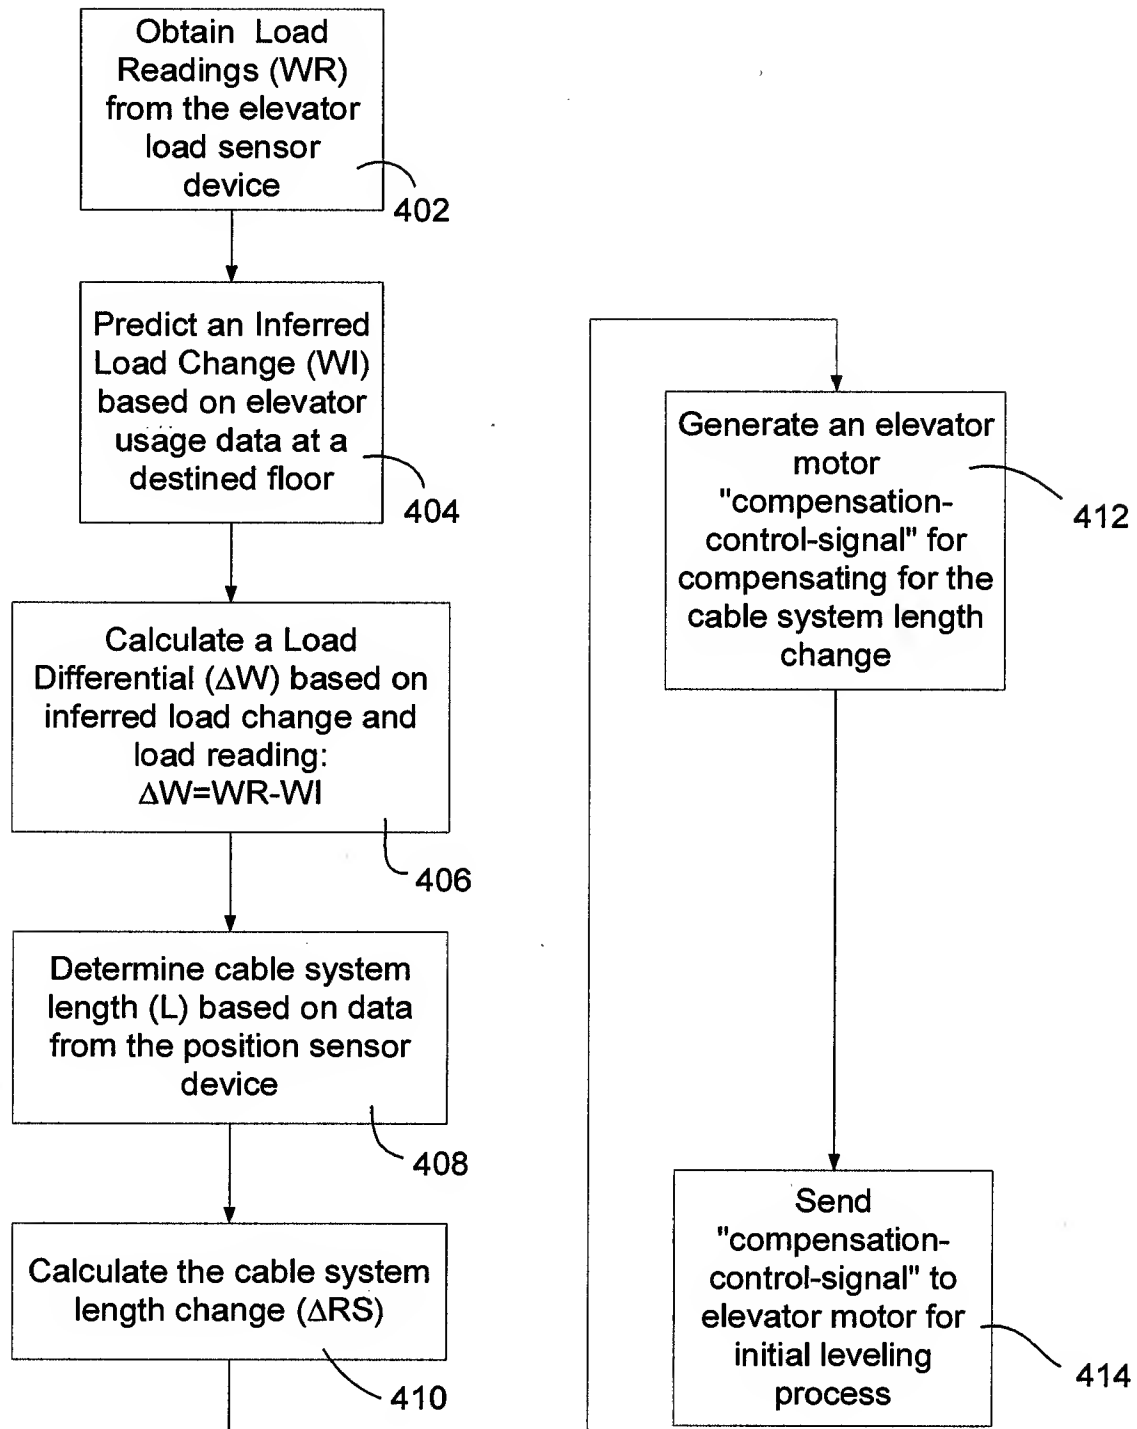 Obtain Load
Readings (WR)
from the elevator
load sensor
device
402
Predict an Inferred
Load Change (WI)
based on elevator
usage data at a
destined floor
404
Calculate a Load
Differential (ΔW) based on
inferred load change and
load reading:
ΔW=WR-WI
406
Determine cable system
length (L) based on data
from the position sensor
device
408
Calculate the cable system
length change (ΔRS)
410
Generate an elevator
motor
"compensation-
control-signal" for
compensating for the
cable system length
change
412
Send
"compensation-
control-signal" to
elevator motor for
initial leveling
process
414